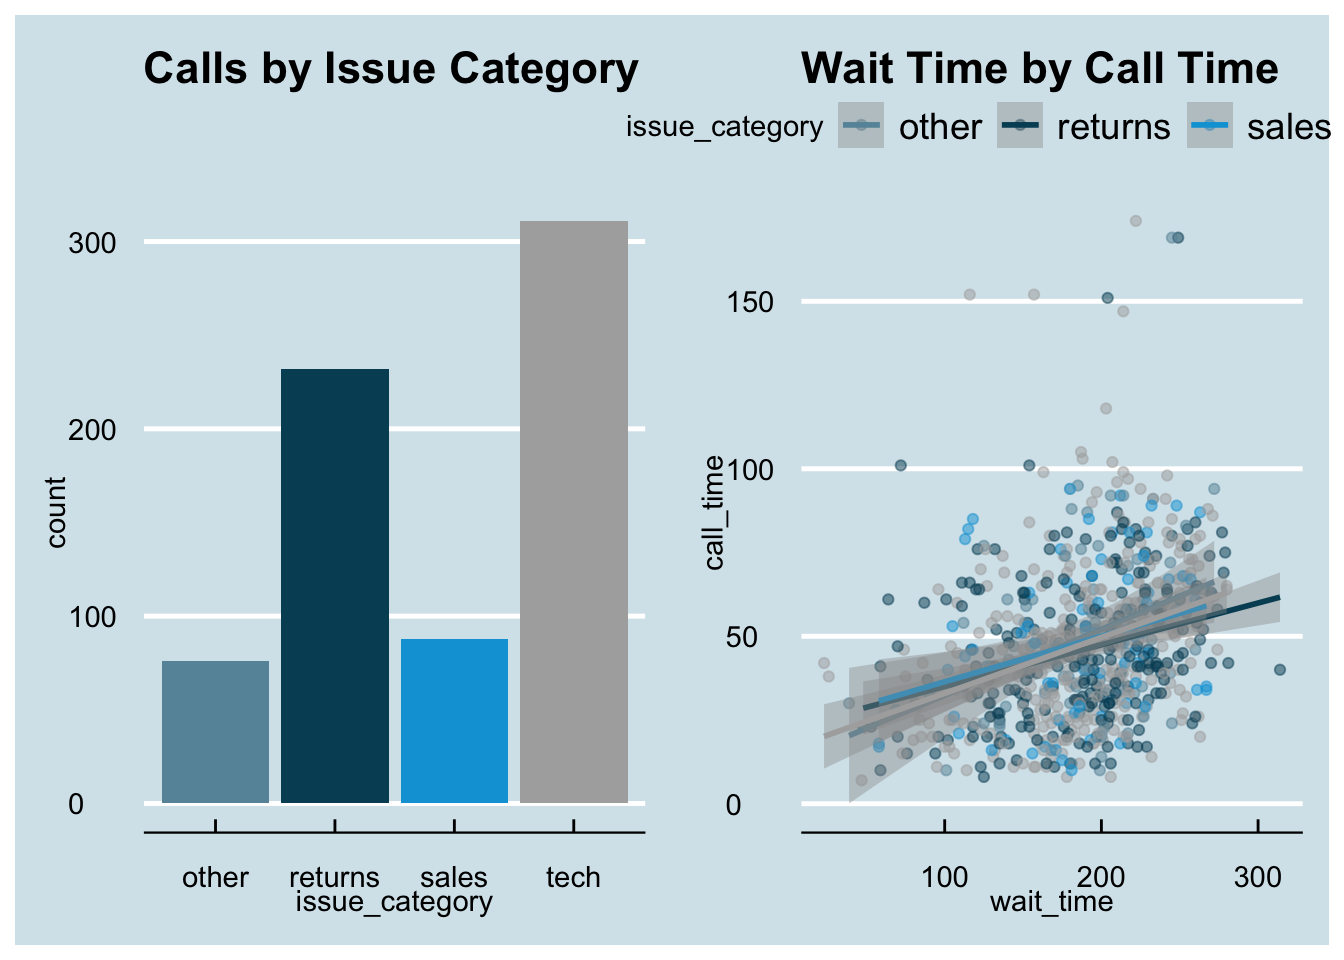 Calls by Issue Category
300
200
100
0
count
other returns sales tech
issue_category
Wait Time by Call Time
issue_category other returns sales
150
100
50
0
call_time
100 200 300
wait_time